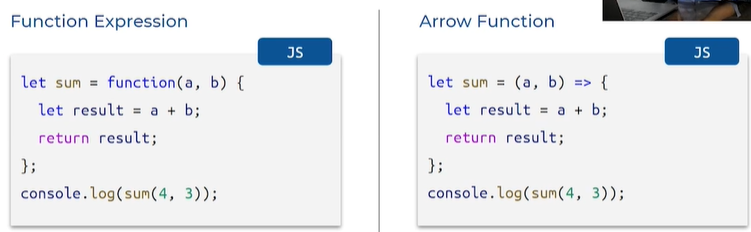 Function Expression
JS
let sum = function(a, b) {
  let result = a + b;
  return result;
};
console.log(sum(4, 3));
Arrow Function
JS
let sum = (a, b) => {
  let result = a + b;
  return result;
};
console.log(sum(4, 3));